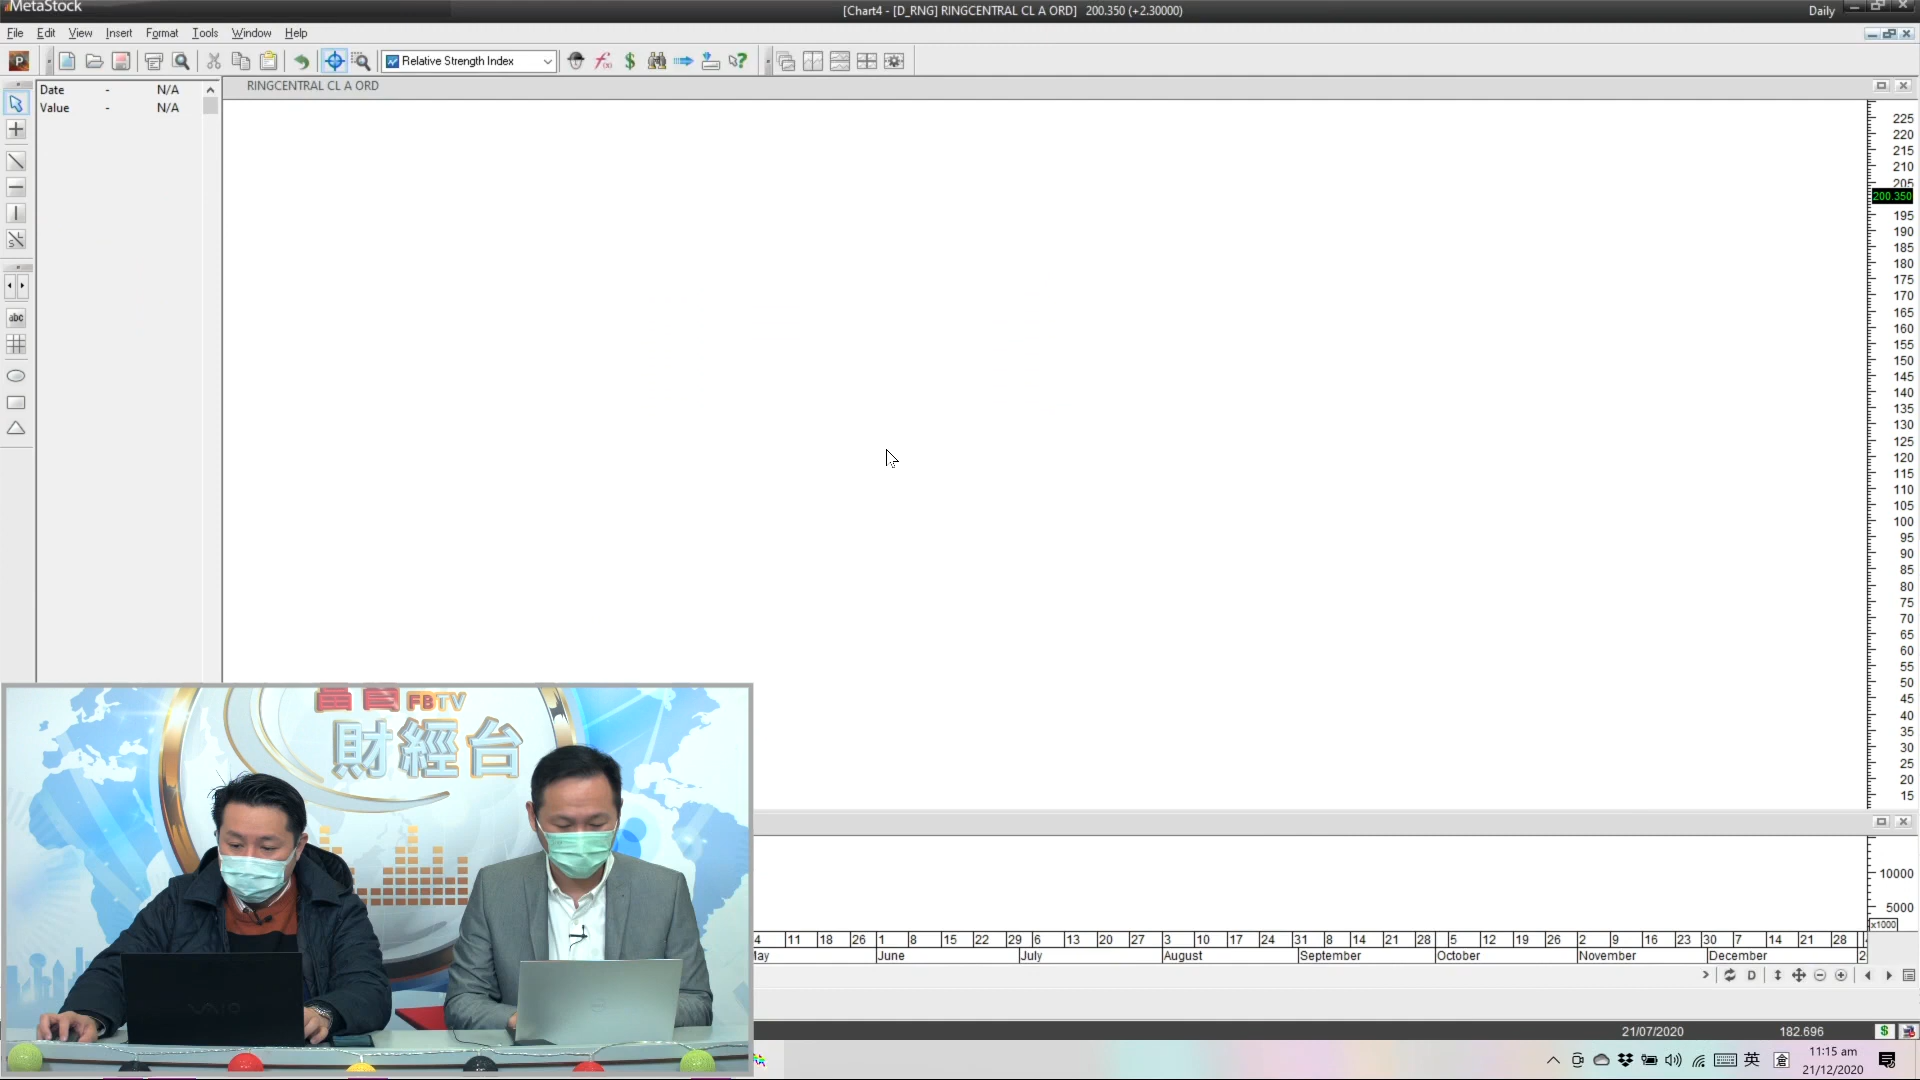 MetaStock
[Chart4 - [D_RNG] RINGCENTRAL CL A ORD] 200.350 (+2.30000)
Daily
File Edit View Insert Format Tools Window Help
P
Relative Strength Index
Date - N/A
Value - N/A
RINGCENTRAL CL A ORD
abc
225
220
215
210
205
200.350
195
190
185
180
175
170
165
160
155
150
145
140
135
130
125
120
115
110
105
100
95
90
85
80
75
70
65
60
55
50
45
40
35
30
25
20
15
10000
5000
x1000
富寶 FBTV
財經台
VAIO
4 11 18 26 1 8 15 22 29 6 13 20 27 3 10 17 24 31 8 14 21 28 5 12 19 26 2 9 16 23 30 7 14 21 28
June July August September October November December
D
21/07/2020 182.696
英 倉
11:15 am
21/12/2020